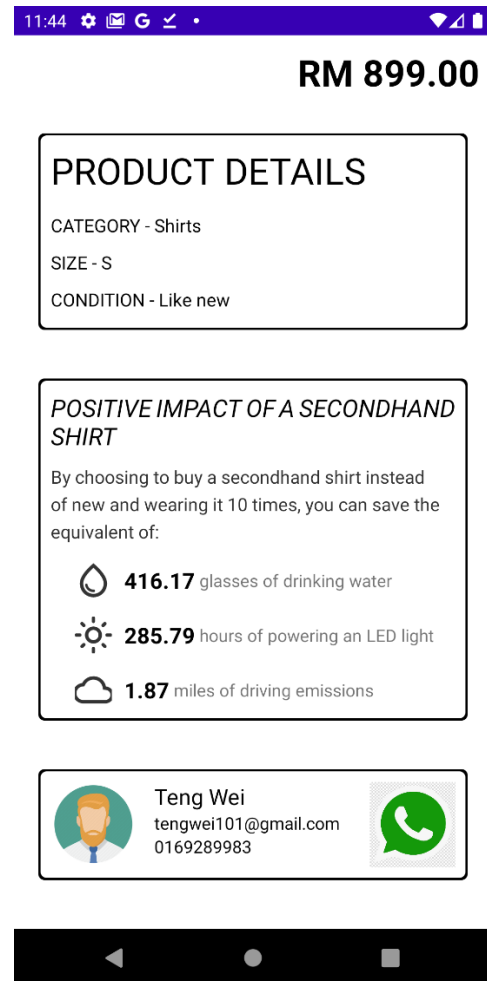 11:44
RM 899.00
PRODUCT DETAILS
CATEGORY - Shirts
SIZE - S
CONDITION - Like new
POSITIVE IMPACT OF A SECONDHAND
SHIRT
By choosing to buy a secondhand shirt instead
of new and wearing it 10 times, you can save the
equivalent of:
416.17 glasses of drinking water
285.79 hours of powering an LED light
1.87 miles of driving emissions
Teng Wei
tengwei101@gmail.com
0169289983